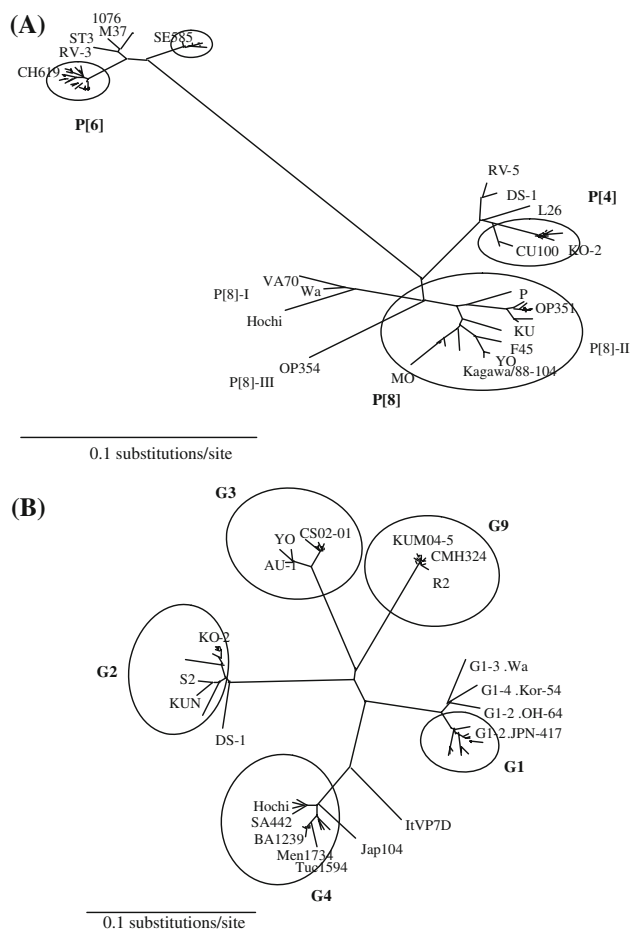 (A)
1076
M37
ST3
RV-3
SE585
CH619
P[6]
RV-5
DS-1
P[4]
L26
CU100
KO-2
VA70
P[8]-I
Wa
P
OP351
Hochi
KU
F45
P[8]-II
YO
OP354
Kagawa/88-104
P[8]-III
MO
P[8]
0.1 substitutions/site
(B)
G3
G9
YO
CS02-01
KUM04-5
CMH324
AU-1
R2
KO-2
G2
S2
KUN
DS-1
G1-3 .Wa
G1-4 .Kor-54
G1-2 .OH-64
G1-2 .JPN-417
G1
Hochi
SA442
ItVP7D
BA1239
Jap104
Men1734
Tuc1594
G4
0.1 substitutions/site